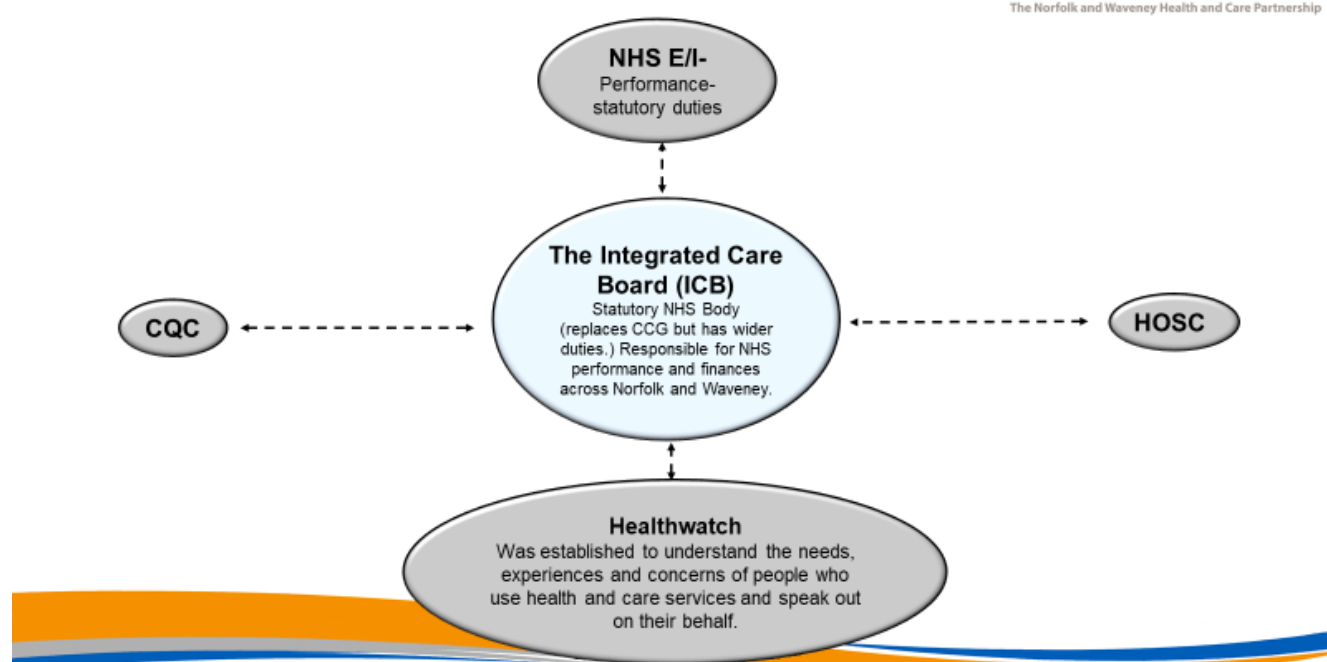 The Norfolk and Waveney Health and Care Partnership
NHS E/I-
Performance-
statutory duties
The Integrated Care
Board (ICB)
Statutory NHS Body
(replaces CCG but has wider
duties.) Responsible for NHS
performance and finances
across Norfolk and Waveney.
CQC
HOSC
Healthwatch
Was established to understand the needs,
experiences and concerns of people who
use health and care services and speak out
on their behalf.